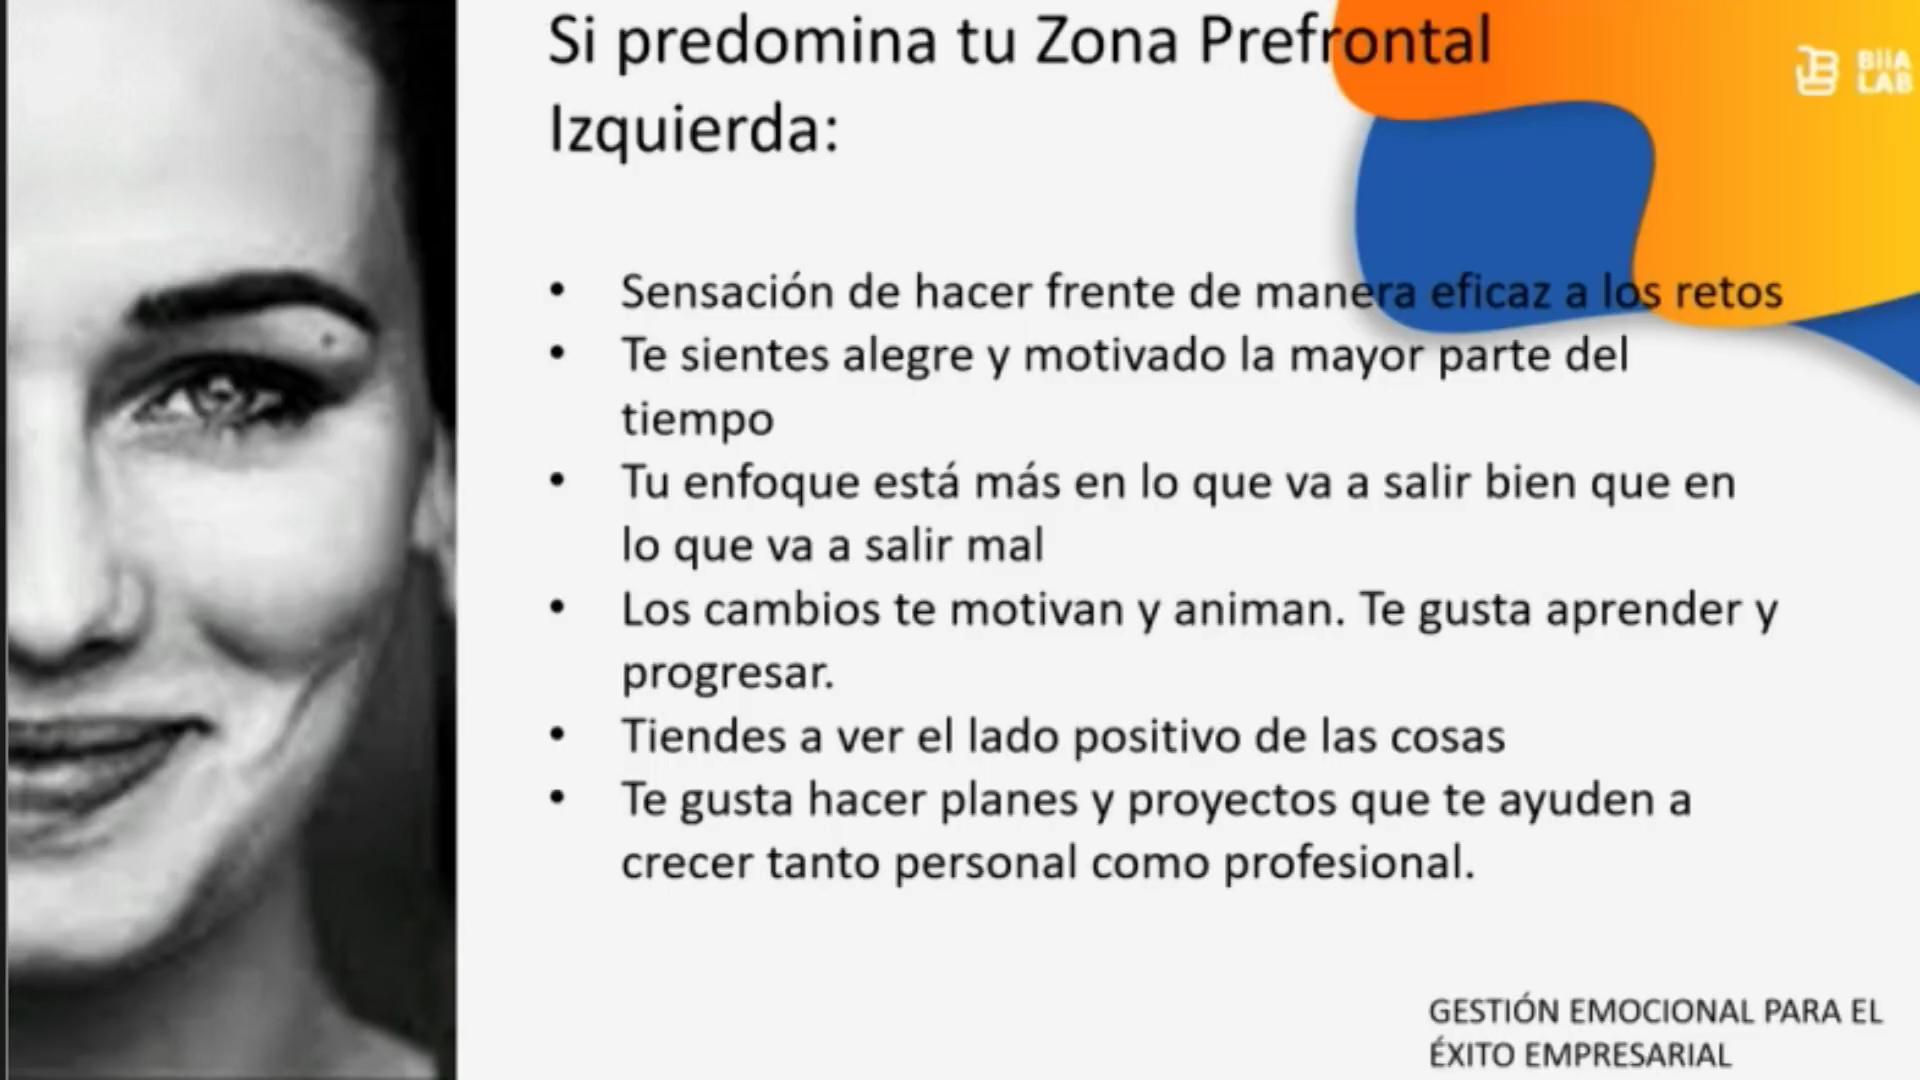 Si predomina tu Zona Prefrontal
Izquierda:
BIIA
LAB
• Sensación de hacer frente de manera eficaz a los retos
• Te sientes alegre y motivado la mayor parte del
tiempo
• Tu enfoque está más en lo que va a salir bien que en
lo que va a salir mal
• Los cambios te motivan y animan. Te gusta aprender y
progresar.
• Tiendes a ver el lado positivo de las cosas
• Te gusta hacer planes y proyectos que te ayuden a
crecer tanto personal como profesional.
GESTIÓN EMOCIONAL PARA EL
ÉXITO EMPRESARIAL